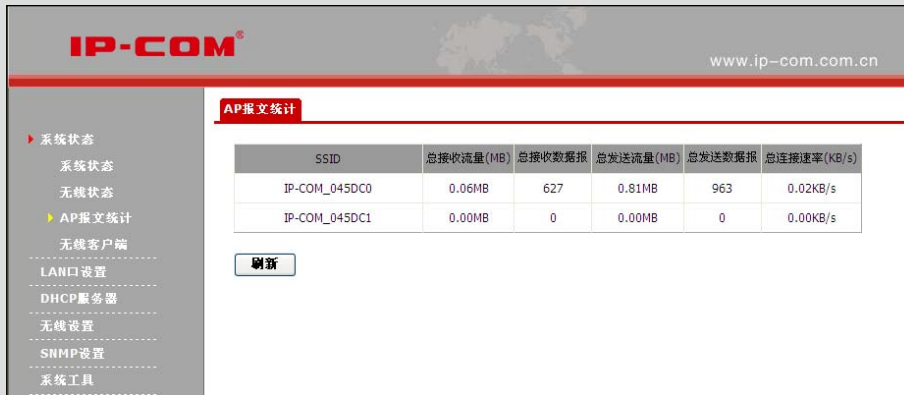 IP-COM®
www.ip-com.com.cn
AP报文统计
系统状态
系统状态
无线状态
AP报文统计
无线客户端
LAN口设置
DHCP服务器
无线设置
SNMP设置
系统工具
SSID 总接收流量(MB) 总接收数据报 总发送流量(MB) 总发送数据报 总连接速率(KB/s)
IP-COM_045DC0 0.06MB 627 0.81MB 963 0.02KB/s
IP-COM_045DC1 0.00MB 0 0.00MB 0 0.00KB/s
刷新